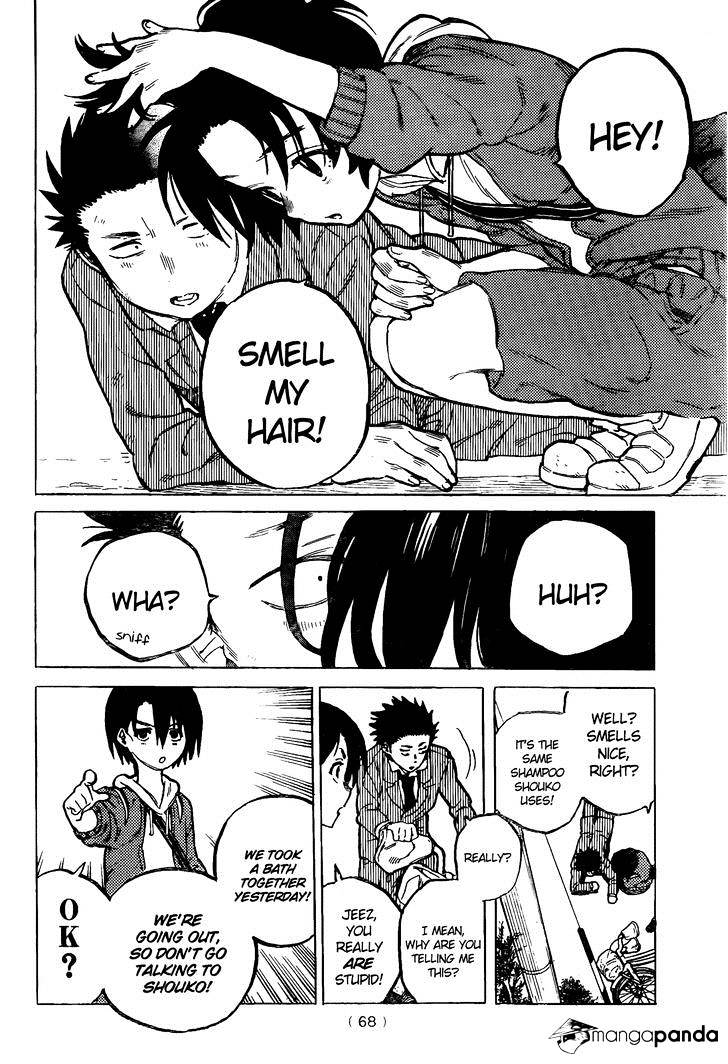 HEY!
SMELL
MY
HAIR!
HUH?
WHA?
sniff
WELL?
SMELLS
NICE,
RIGHT?
IT'S THE
SAME
SHAMPOO
SHOUKO
USES!
REALLY?
I MEAN,
WHY ARE YOU
TELLING ME
THIS?
JEEZ,
YOU
REALLY
ARE
STUPID!
WE TOOK
A BATH
TOGETHER
YESTERDAY!
WE'RE
GOING OUT,
SO DON'T GO
TALKING TO
SHOUKO!
OK?
( 68 )
mangapanda